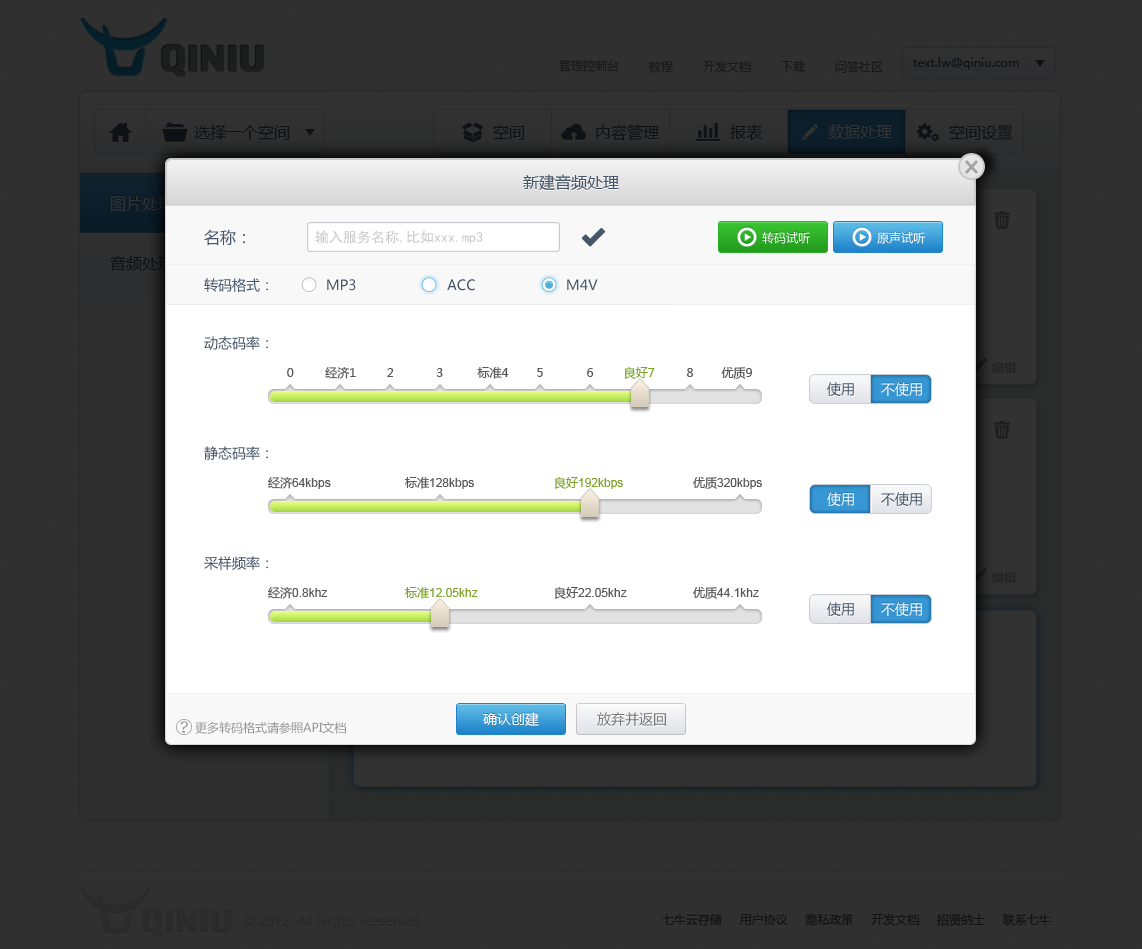 QINIU
管理控制台 教程 开发文档 下载 问答社区 text.lw@qiniu.com
选择一个空间 空间 内容管理 报表 数据处理 空间设置
新建音频处理
图片处
音频处
名称： 输入服务名称,比如xxx.mp3 转码试听 原声试听
转码格式： MP3 ACC M4V
动态码率：
0 经济1 2 3 标准4 5 6 良好7 8 优质9
使用 不使用
编辑
静态码率：
经济64kbps 标准128kbps 良好192kbps 优质320kbps
使用 不使用
采样频率：
编辑
经济0.8khz 标准12.05khz 良好22.05khz 优质44.1khz
使用 不使用
?更多转码格式请参照API文档 确认创建 放弃并返回
QINIU © 2012 All Rights Reserved. 七牛云存储 用户协议 隐私政策 开发文档 招贤纳士 联系七牛